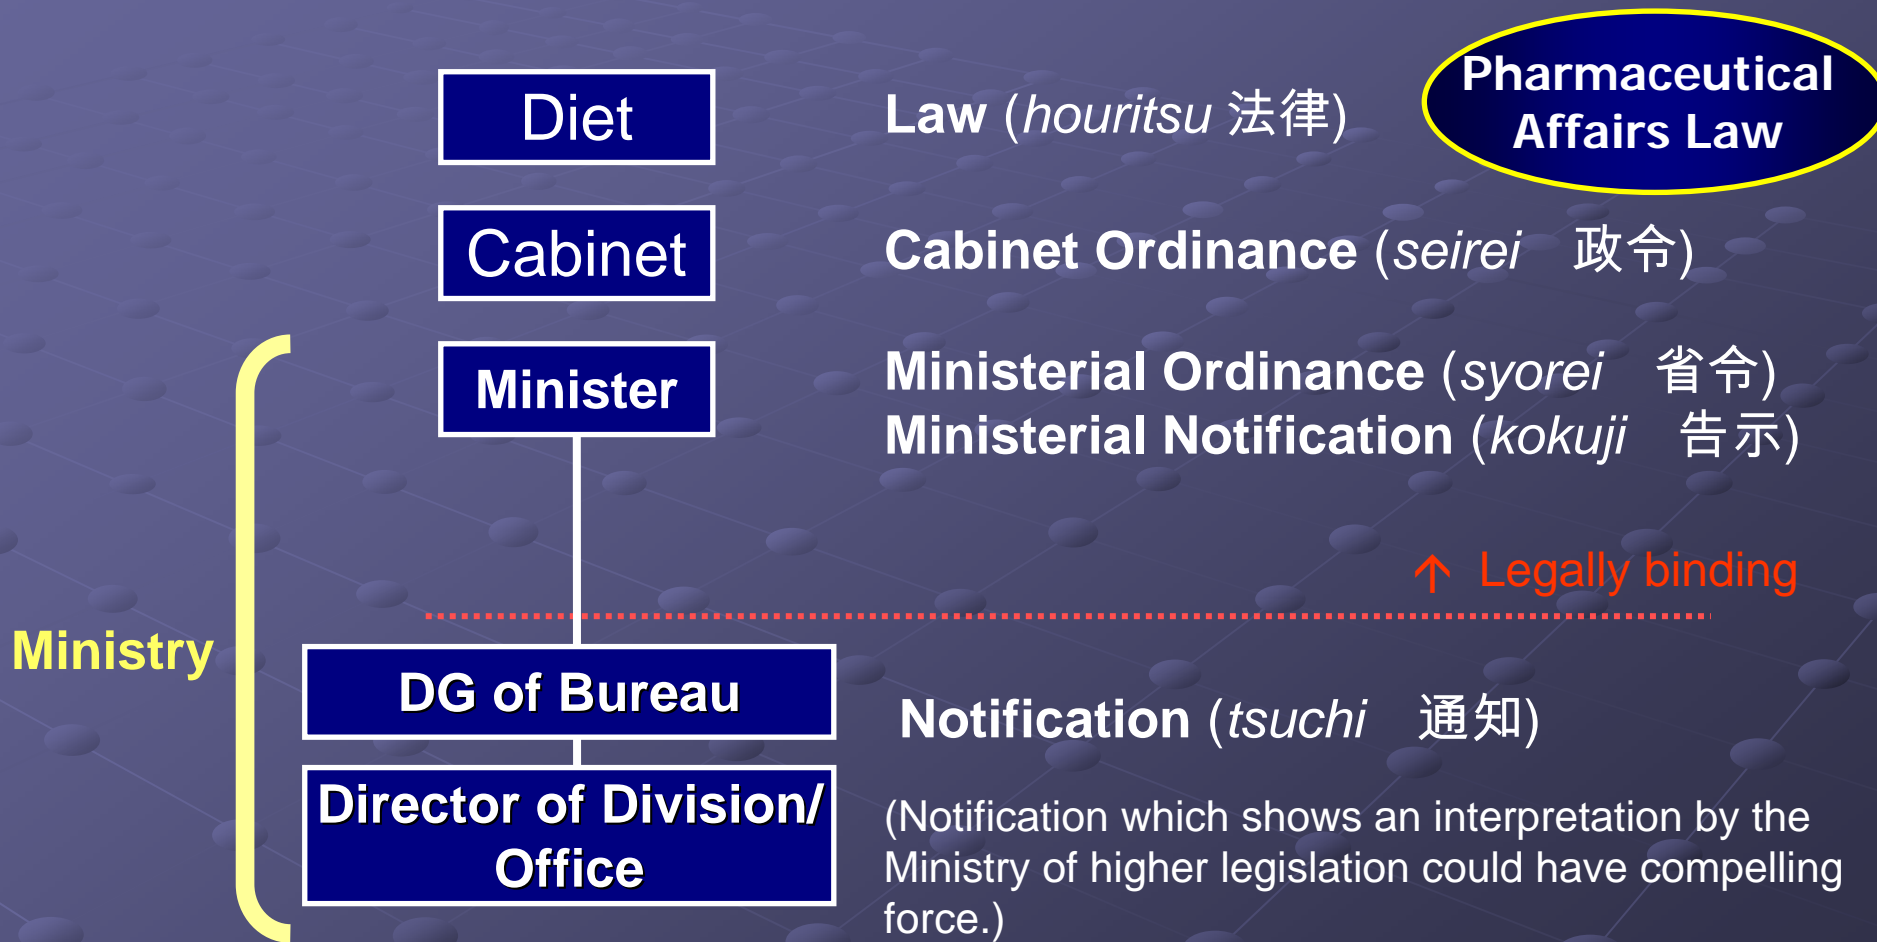 Pharmaceutical
Affairs Law
Diet
Law (houritsu 法律)
Cabinet
Cabinet Ordinance (seirei　政令)
Minister
Ministerial Ordinance (syorei　省令)
Ministerial Notification (kokuji　告示)
↑ Legally binding
Ministry
DG of Bureau
Notification (tsuchi　通知)
Director of Division/
Office
(Notification which shows an interpretation by the
Ministry of higher legislation could have compelling
force.)